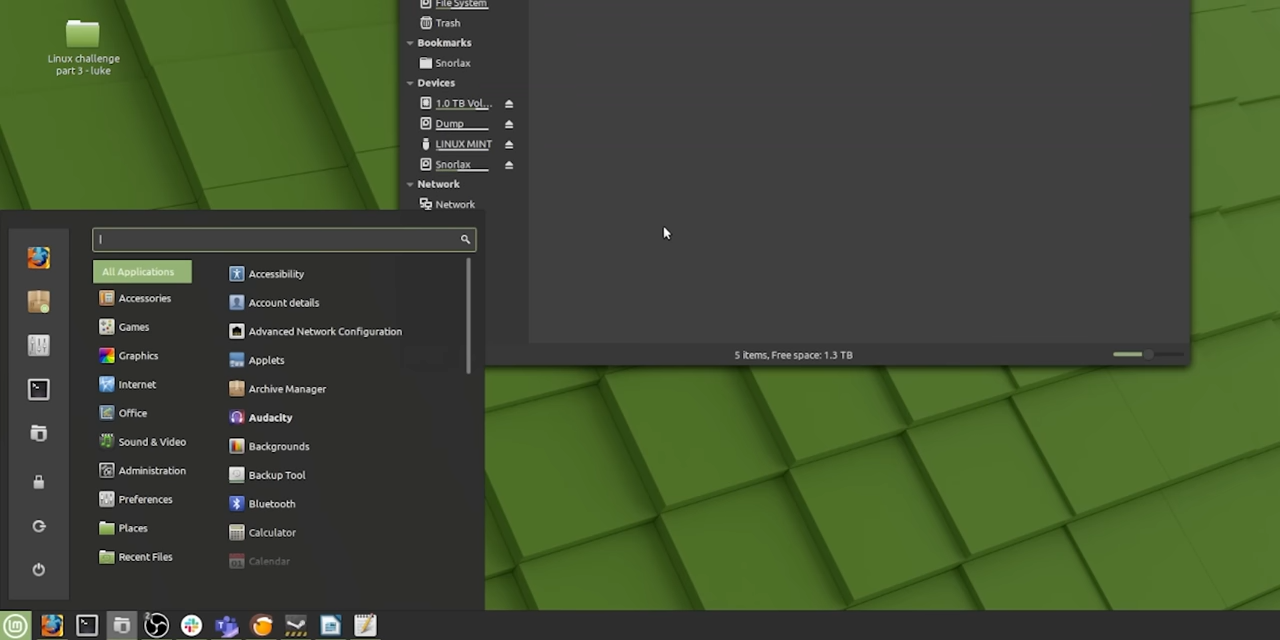 File System
Trash
Bookmarks
Snorlax
Devices
1.0 TB Vol...
Dump
LINUX MINT
Snorlax
Network
Network
5 items, Free space: 1.3 TB
Linux challenge
part 3 - luke
All Applications
Accessories
Games
Graphics
Internet
Office
Sound & Video
Administration
Preferences
Places
Recent Files
Accessibility
Account details
Advanced Network Configuration
Applets
Archive Manager
Audacity
Backgrounds
Backup Tool
Bluetooth
Calculator
Calendar
2